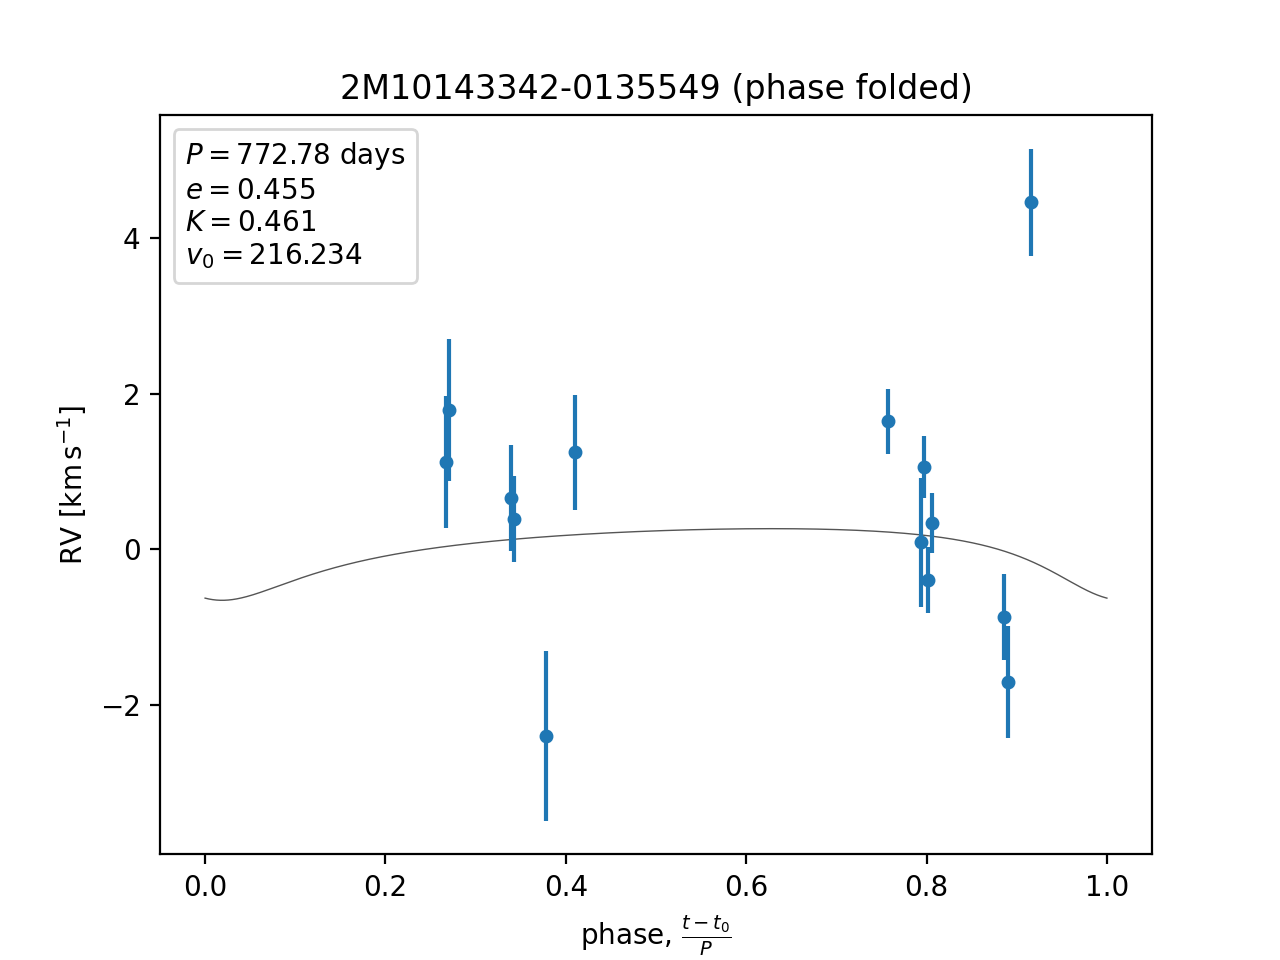 2M10143342-0135549 (phase folded)
P = 772.78 days
e = 0.455
K = 0.461
v₀ = 216.234
4
2
0
−2
RV [km s⁻¹]
0.0 0.2 0.4 0.6 0.8 1.0
phase, (t − t₀)/P